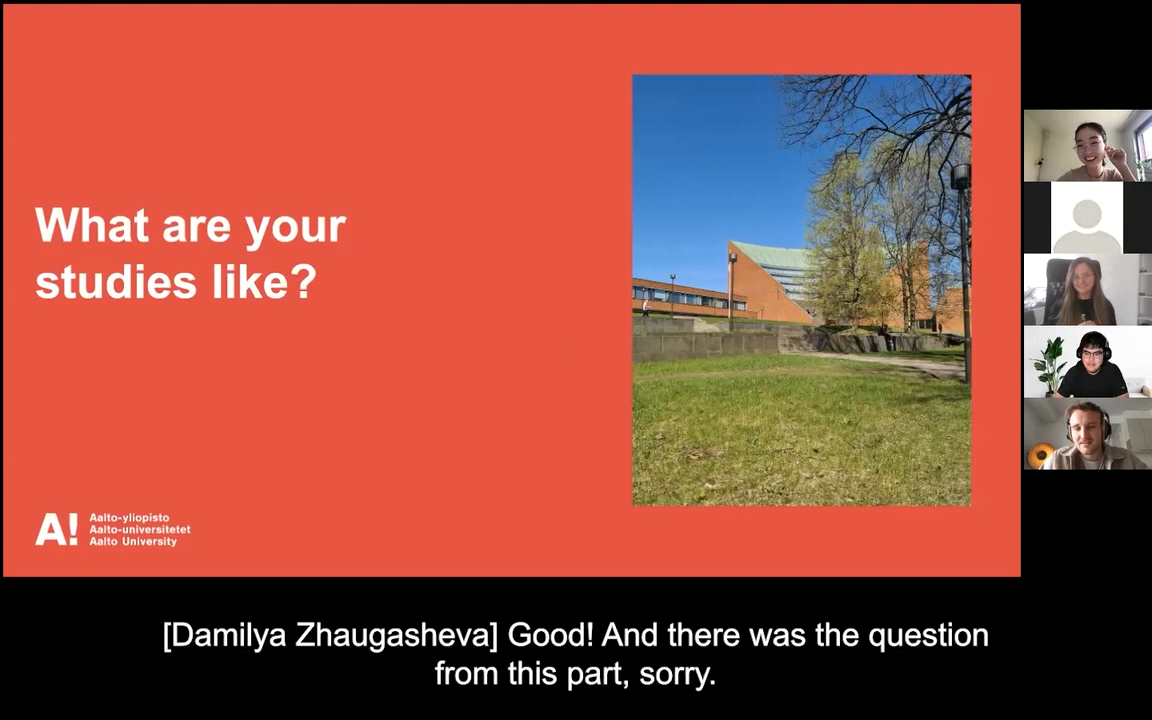 What are your
studies like?
A!
Aalto-yliopisto
Aalto-universitetet
Aalto University
[Damilya Zhaugasheva] Good! And there was the question
from this part, sorry.